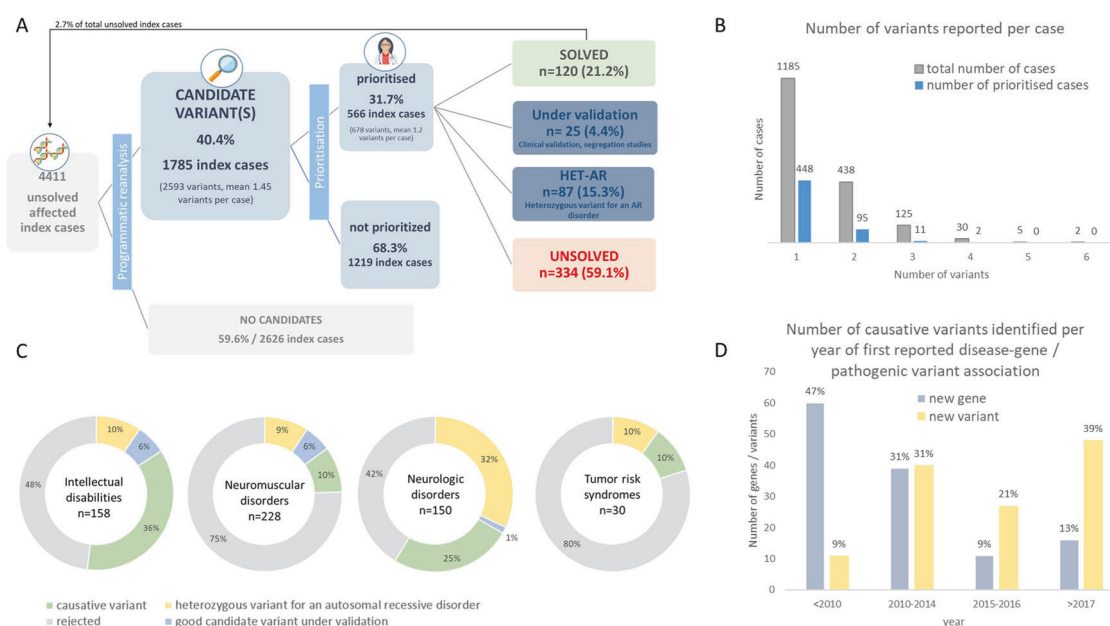 A
2.7% of total unsolved index cases
4411
unsolved
affected
index cases
Programmatic reanalysis
CANDIDATE
VARIANT(S)
40.4%
1785 index cases
(2593 variants, mean 1.45
variants per case)
Prioritisation
prioritised
31.7%
566 index cases
(678 variants, mean 1.2
variants per case)
not prioritized
68.3%
1219 index cases
SOLVED
n=120 (21.2%)
Under validation
n= 25 (4.4%)
Clinical validation, segregation studies
HET-AR
n=87 (15.3%)
Heterozygous variant for an AR
disorder
UNSOLVED
n=334 (59.1%)
NO CANDIDATES
59.6% / 2626 index cases
B
Number of variants reported per case
total number of cases
number of prioritised cases
Number of cases
1185
448
438
95
125
11
30
2
5
0
2
0
1 2 3 4 5 6
Number of variants
C
10%
6%
36%
48%
Intellectual
disabilities
n=158
9%
6%
10%
75%
Neuromuscular
disorders
n=228
32%
1%
25%
42%
Neurologic
disorders
n=150
10%
10%
80%
Tumor risk
syndromes
n=30
causative variant
heterozygous variant for an autosomal recessive disorder
rejected
good candidate variant under validation
D
Number of causative variants identified per
year of first reported disease-gene /
pathogenic variant association
new gene
new variant
Number of genes / variants
70
60
50
40
30
20
10
0
47%
9%
31%
31%
9%
21%
13%
39%
<2010 2010-2014 2015-2016 >2017
year